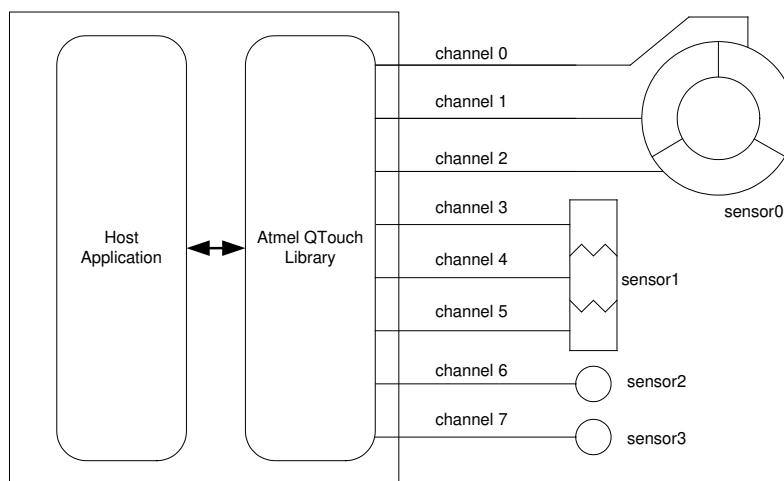 channel 0
channel 1
channel 2
sensor0
channel 3
Host
Application
Atmel QTouch
Library
channel 4
sensor1
channel 5
channel 6
sensor2
channel 7
sensor3